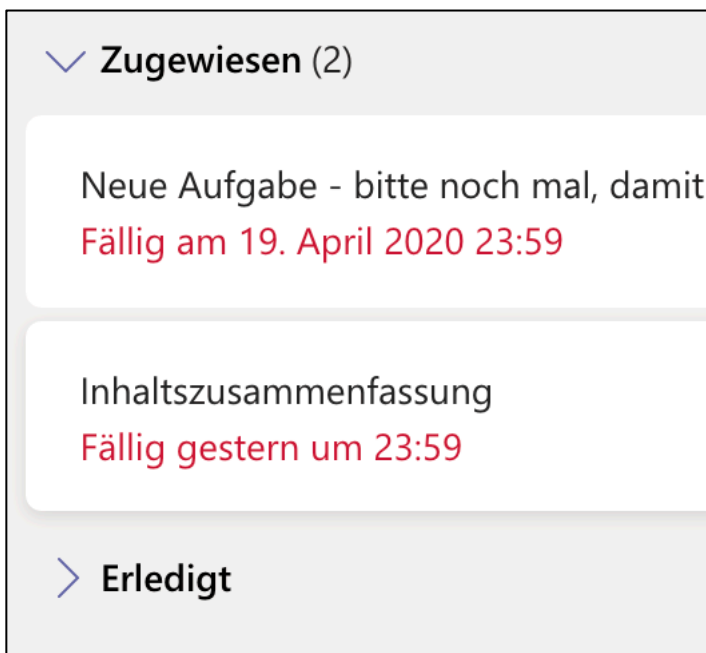 Zugewiesen (2)
Neue Aufgabe - bitte noch mal, damit
Fällig am 19. April 2020 23:59
Inhaltszusammenfassung
Fällig gestern um 23:59
Erledigt